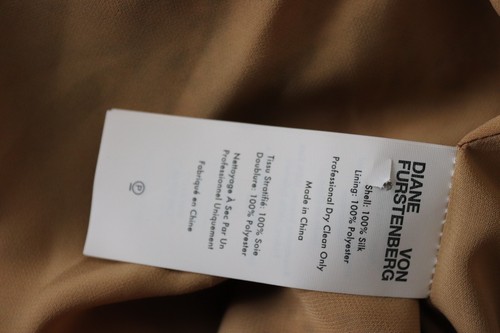 DIANE VON
FURSTENBERG
Shell: 100% Silk
Lining: 100% Polyester
Professional Dry Clean Only
Made in China
Tissu Stratifié: 100% Soie
Doublure: 100% Polyester
Nettoyage À Sec Par Un
Professionnel Uniquement
Fabriqué en Chine
P